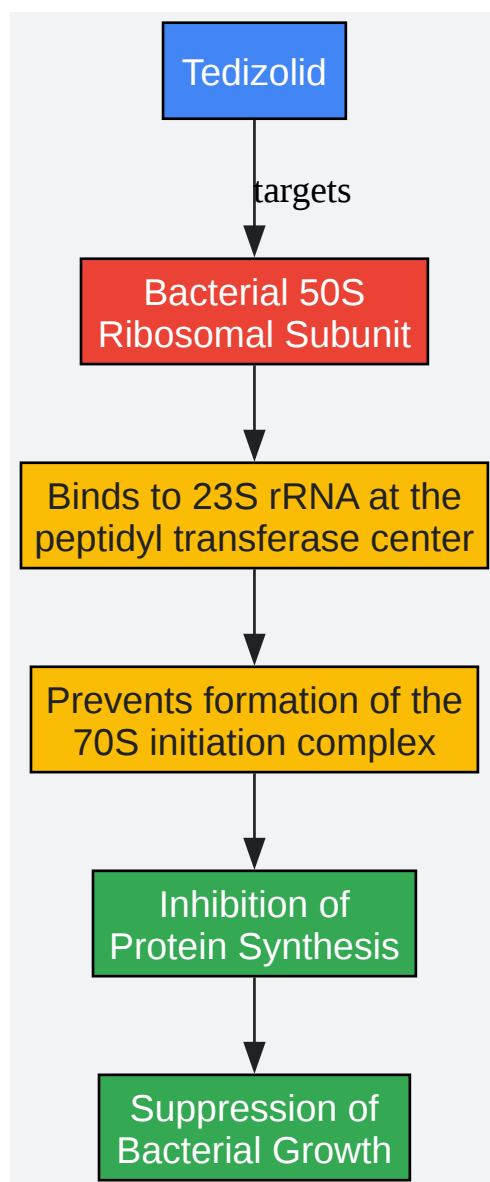 Tedizolid
targets
Bacterial 50S
Ribosomal Subunit
Binds to 23S rRNA at the
peptidyl transferase center
Prevents formation of the
70S initiation complex
Inhibition of
Protein Synthesis
Suppression of
Bacterial Growth